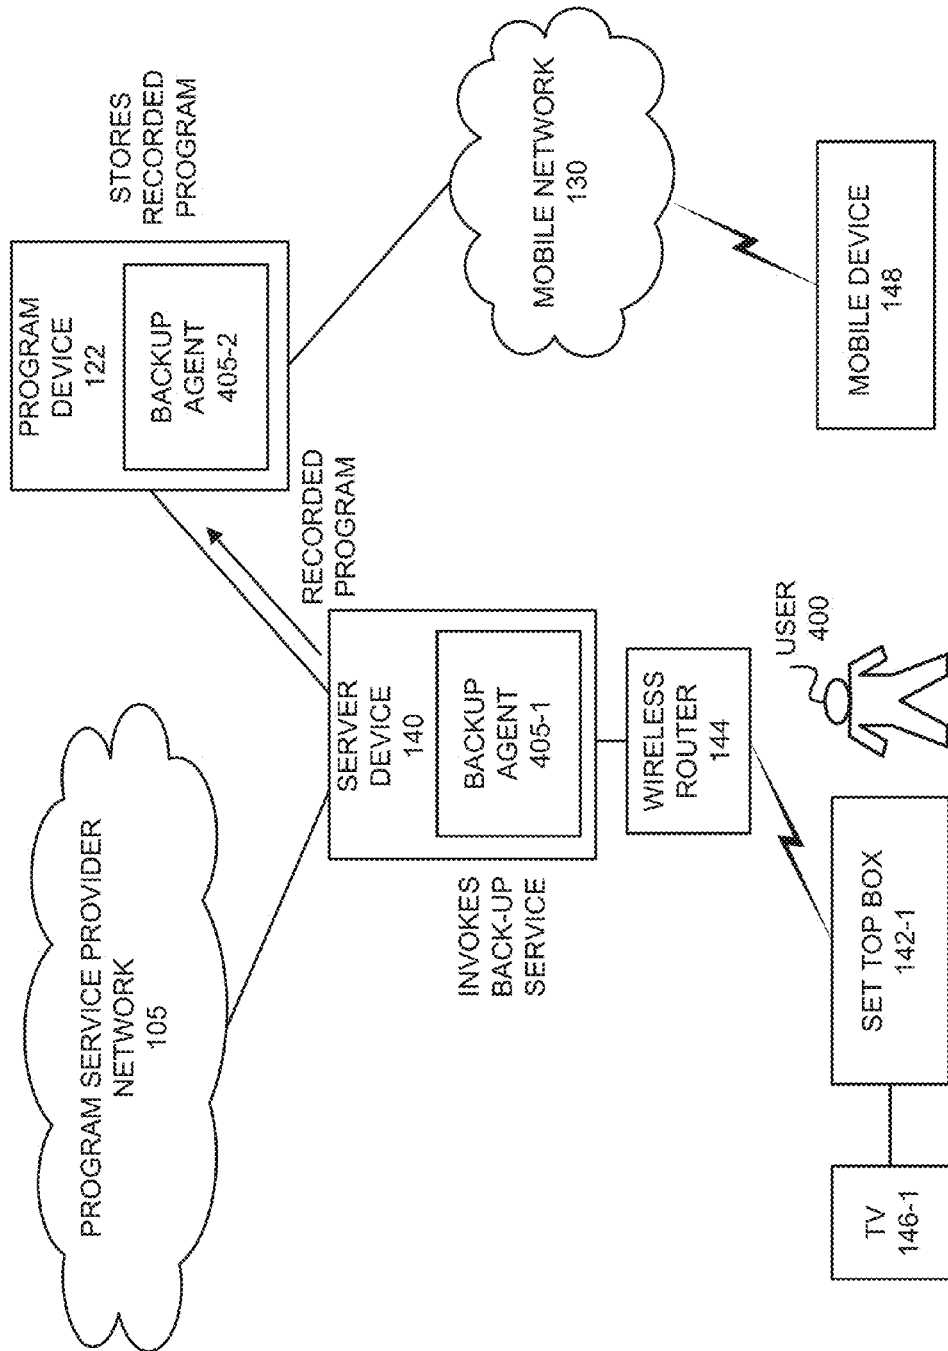 PROGRAM SERVICE PROVIDER
NETWORK
105
PROGRAM
DEVICE
122
BACKUP
AGENT
405-2
STORES
RECORDED
PROGRAM
RECORDED
PROGRAM
SERVER
DEVICE
140
BACKUP
AGENT
405-1
INVOKES
BACK-UP
SERVICE
MOBILE NETWORK
130
WIRELESS
ROUTER
144
USER
400
TV
146-1
SET TOP BOX
142-1
MOBILE DEVICE
148